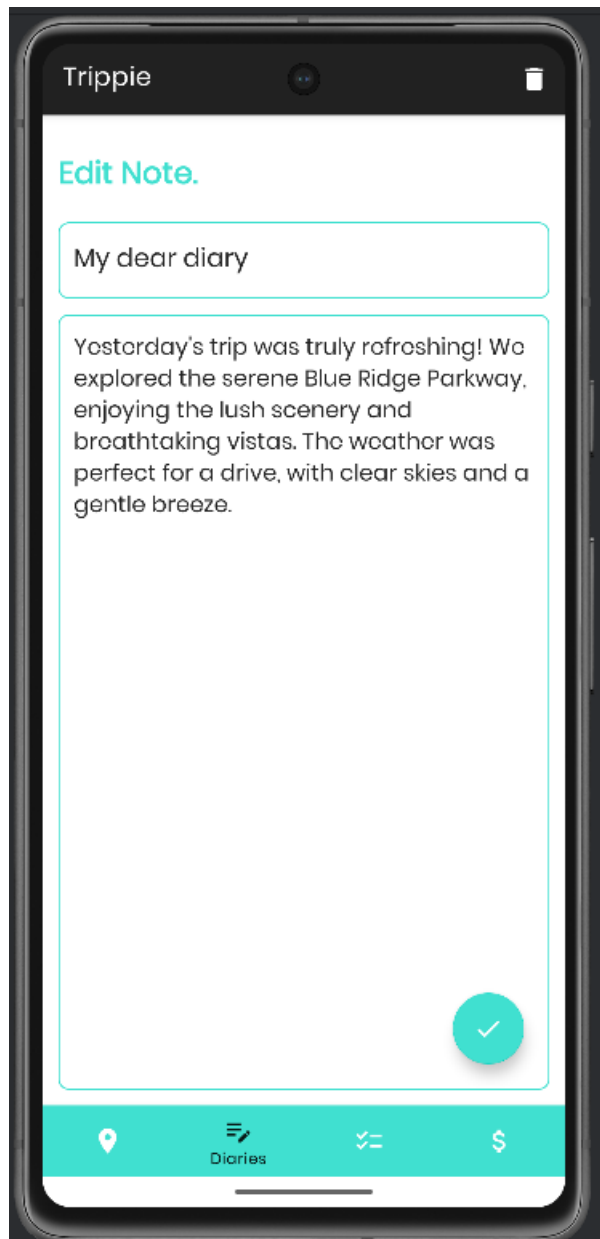 Trippie
Edit Note.
My dear diary
Yesterday's trip was truly refreshing! We
explored the serene Blue Ridge Parkway,
enjoying the lush scenery and
breathtaking vistas. The weather was
perfect for a drive, with clear skies and a
gentle breeze.
Diaries